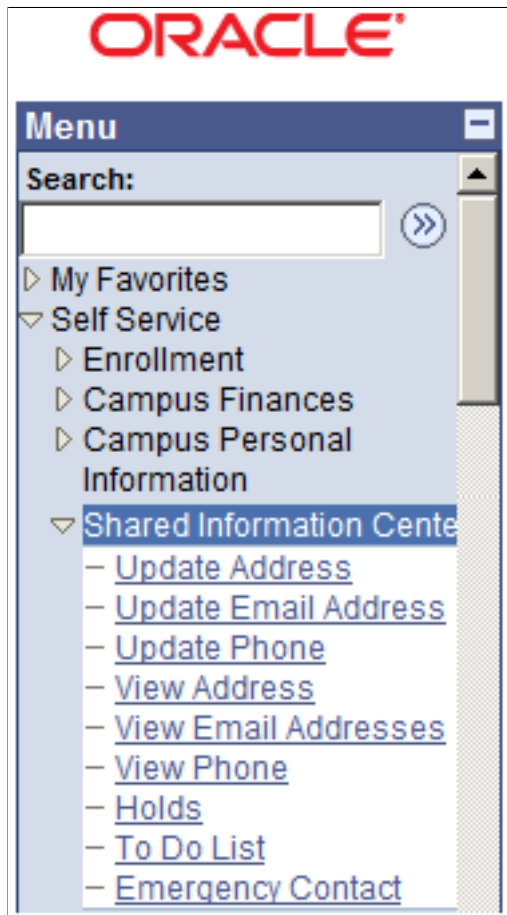 ORACLE
Menu
Search:
My Favorites
Self Service
Enrollment
Campus Finances
Campus Personal
Information
Shared Information Cente
Update Address
Update Email Address
Update Phone
View Address
View Email Addresses
View Phone
Holds
To Do List
Emergency Contact